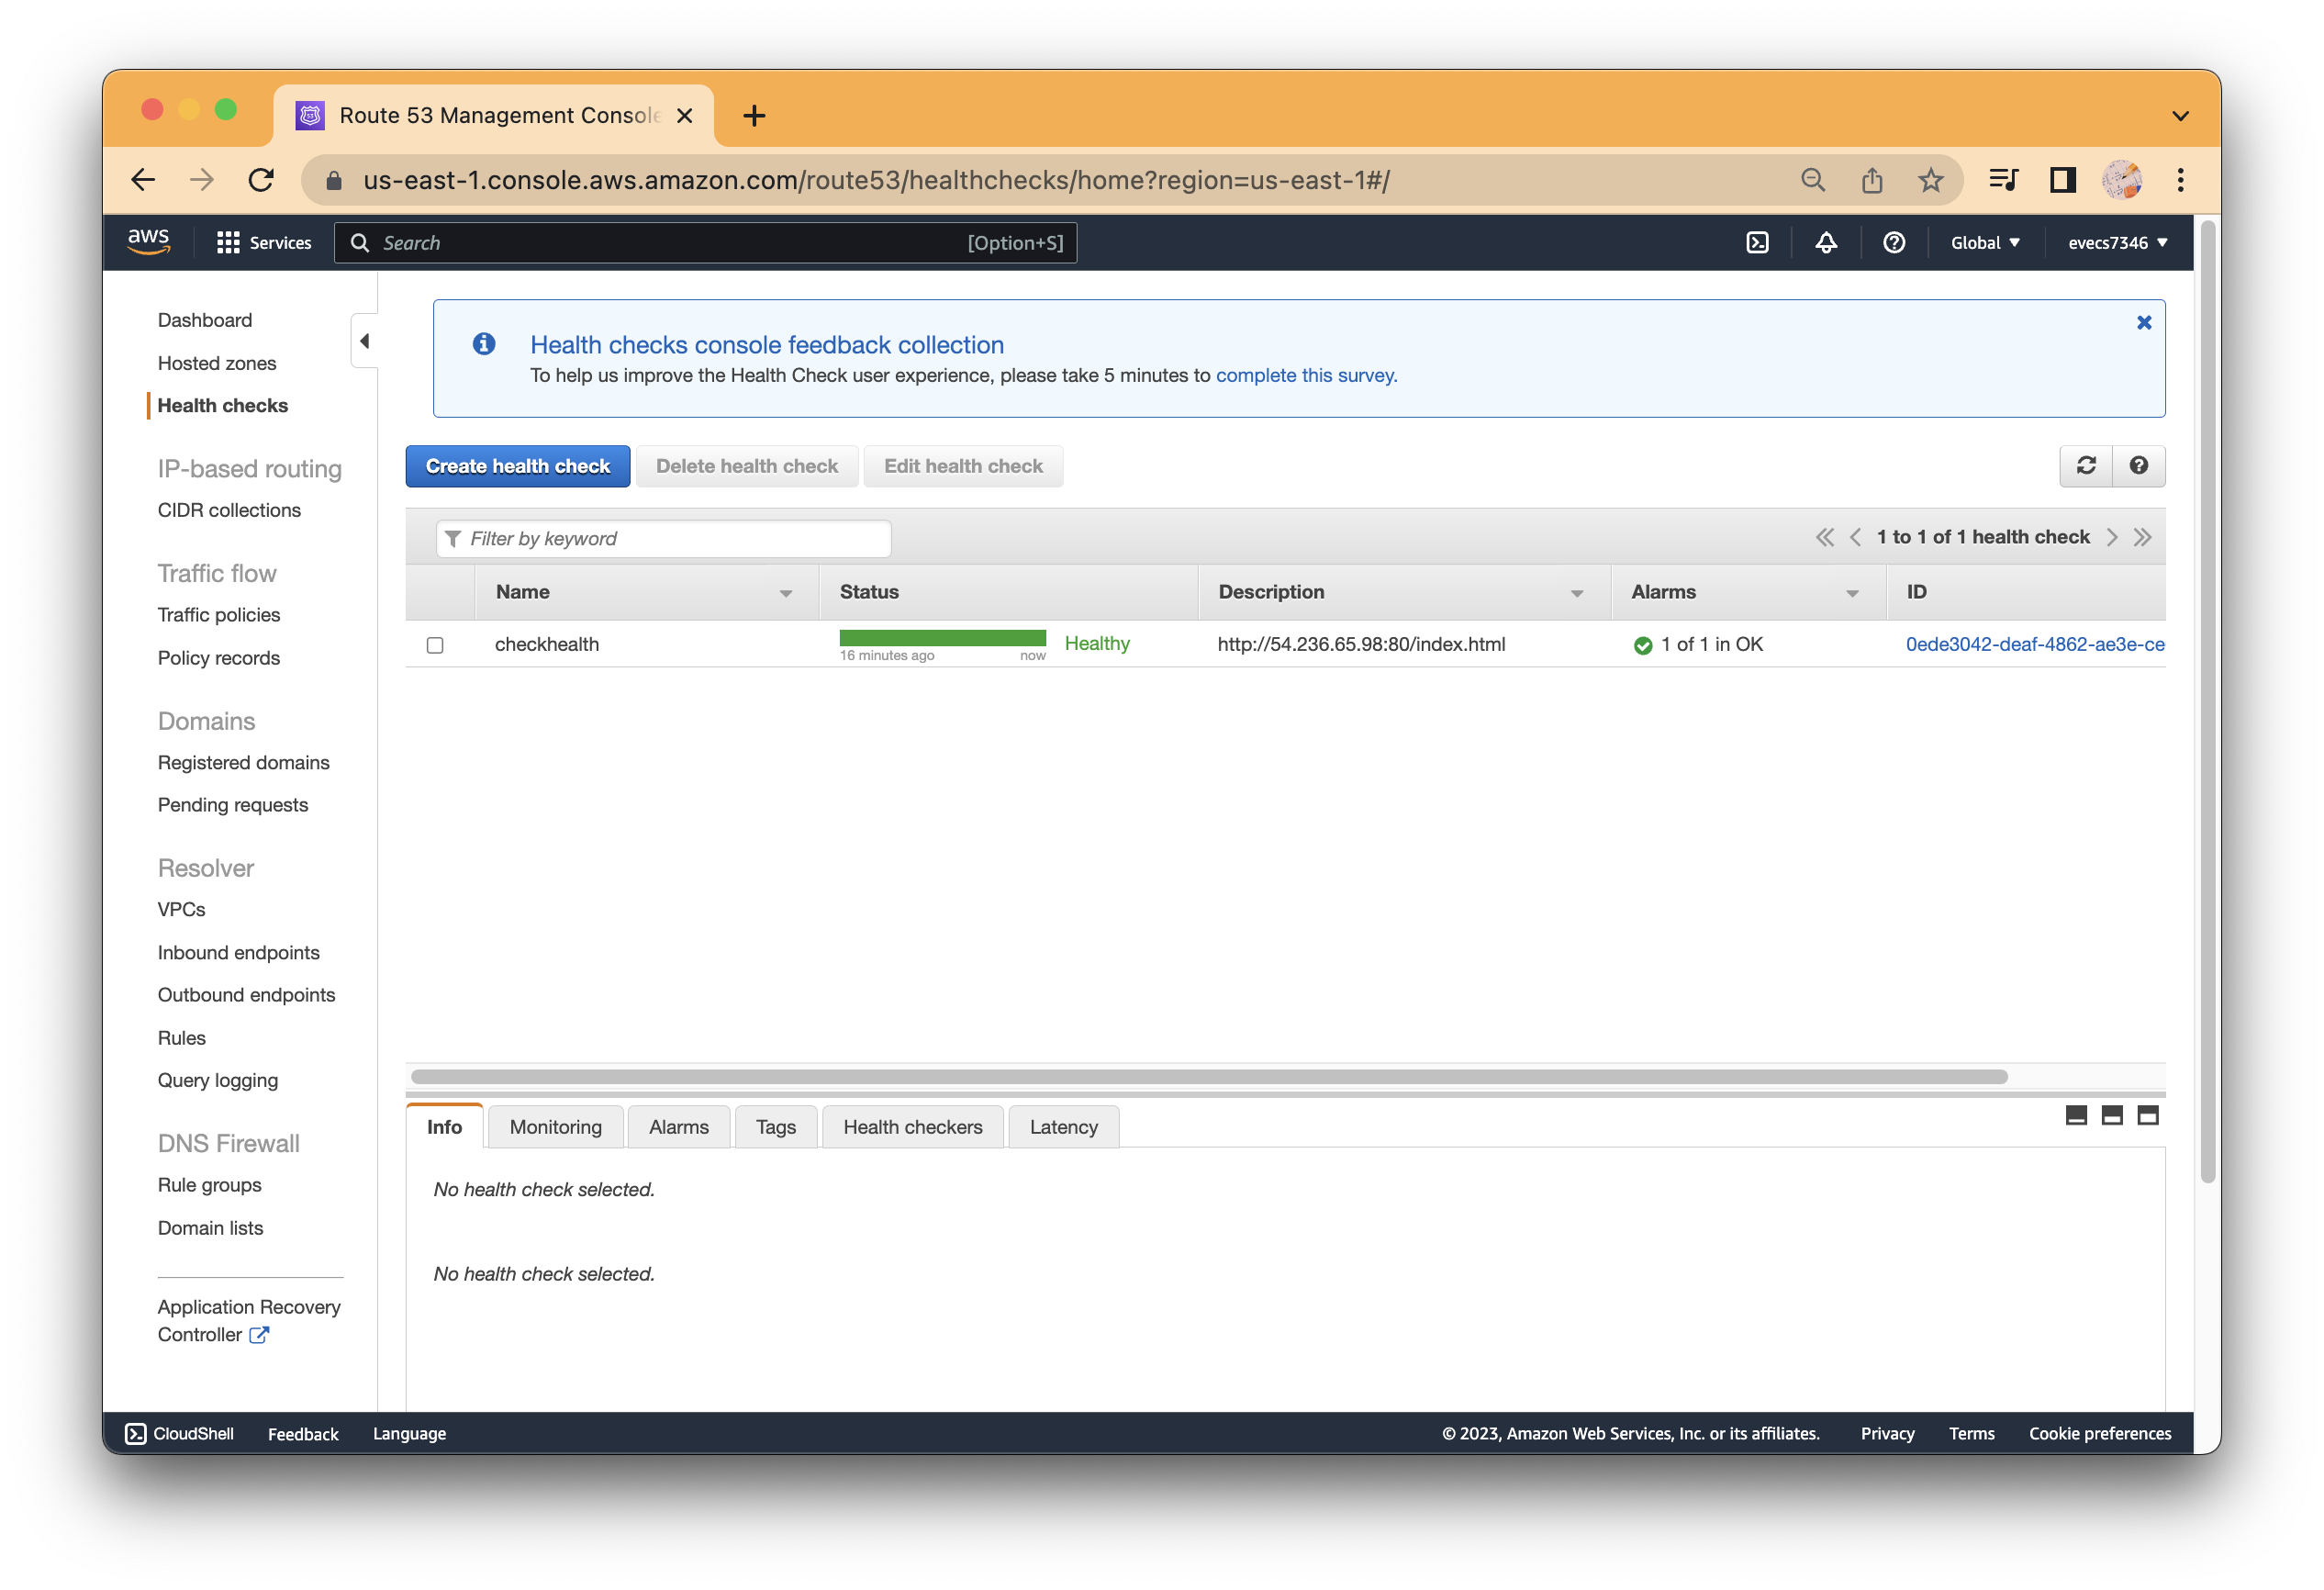 Route 53 Management Console
us-east-1.console.aws.amazon.com/route53/healthchecks/home?region=us-east-1#/
aws
Services
Search
[Option+S]
Global
evecs7346
Dashboard
Hosted zones
Health checks
IP-based routing
CIDR collections
Traffic flow
Traffic policies
Policy records
Domains
Registered domains
Pending requests
Resolver
VPCs
Inbound endpoints
Outbound endpoints
Rules
Query logging
DNS Firewall
Rule groups
Domain lists
Application Recovery
Controller
Health checks console feedback collection
To help us improve the Health Check user experience, please take 5 minutes to complete this survey.
Create health check
Delete health check
Edit health check
Filter by keyword
1 to 1 of 1 health check
Name
Status
Description
Alarms
ID
checkhealth
16 minutes ago
now
Healthy
http://54.236.65.98:80/index.html
1 of 1 in OK
0ede3042-deaf-4862-ae3e-ce
Info
Monitoring
Alarms
Tags
Health checkers
Latency
No health check selected.
No health check selected.
CloudShell
Feedback
Language
© 2023, Amazon Web Services, Inc. or its affiliates.
Privacy
Terms
Cookie preferences